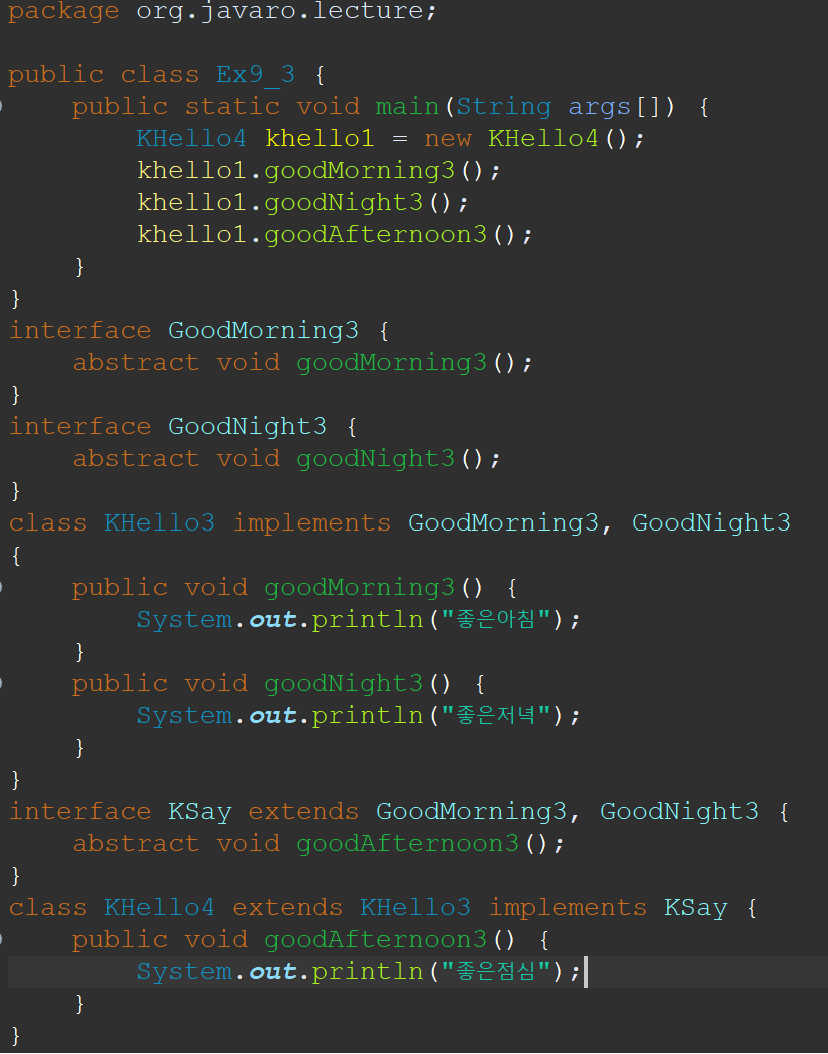 package org.javaro.lecture;

public class Ex9_3 {
    public static void main(String args[]) {
        KHello4 khello1 = new KHello4();
        khello1.goodMorning3();
        khello1.goodNight3();
        khello1.goodAfternoon3();
    }
}
interface GoodMorning3 {
    abstract void goodMorning3();
}
interface GoodNight3 {
    abstract void goodNight3();
}
class KHello3 implements GoodMorning3, GoodNight3
{
    public void goodMorning3() {
        System.out.println("좋은아침");
    }
    public void goodNight3() {
        System.out.println("좋은저녁");
    }
}
interface KSay extends GoodMorning3, GoodNight3 {
    abstract void goodAfternoon3();
}
class KHello4 extends KHello3 implements KSay {
    public void goodAfternoon3() {
        System.out.println("좋은점심");
    }
}